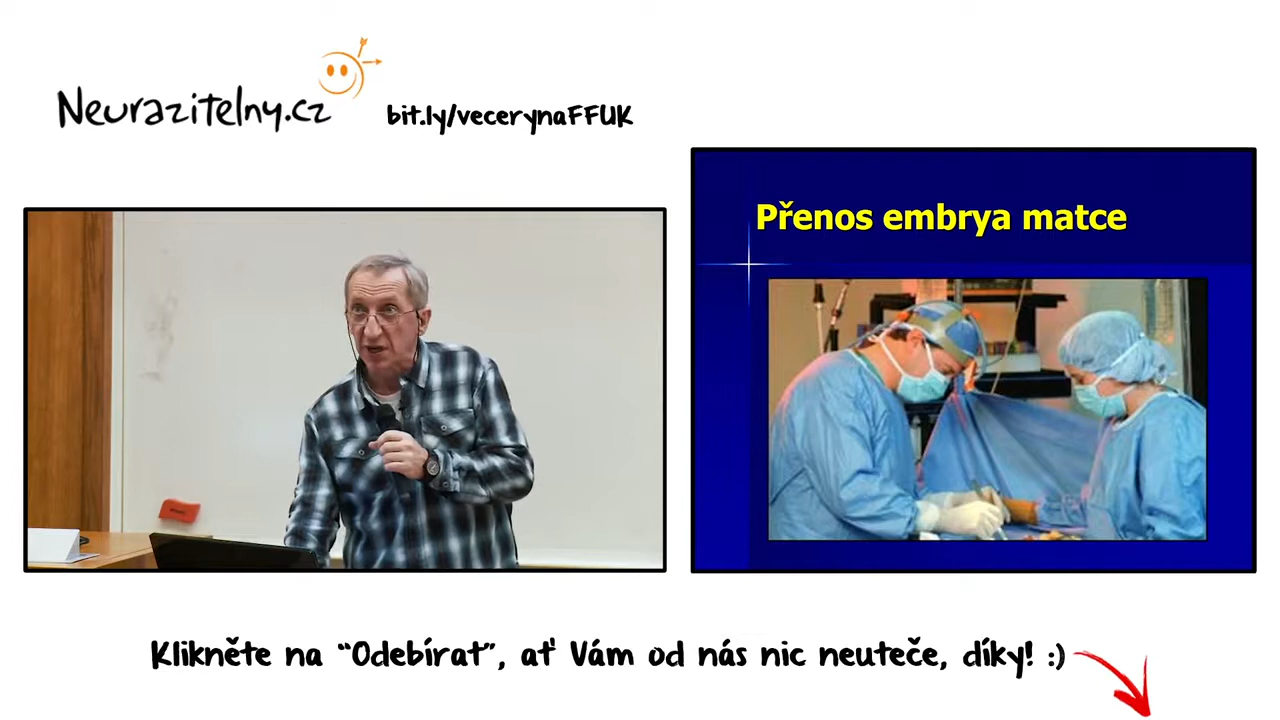 Neurazitelny.cz
bit.ly/vecerynaFFUK
Přenos embrya matce
Klikněte na “Odebírat”, ať Vám od nás nic neuteče, díky! :)